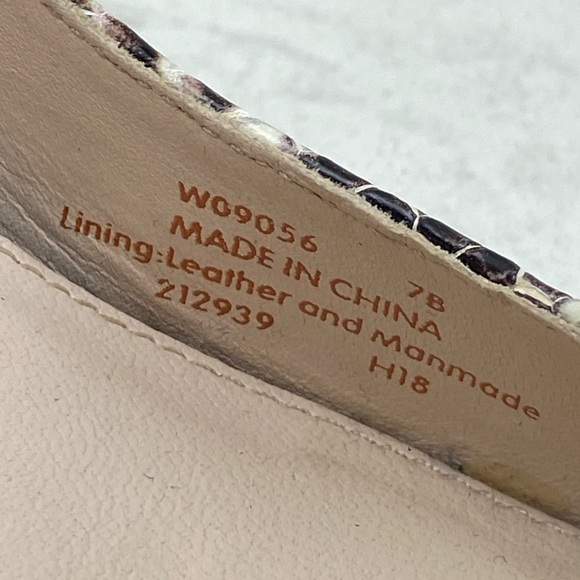 W09056 7B
MADE IN CHINA
Lining:Leather and Manmade
212939 H18